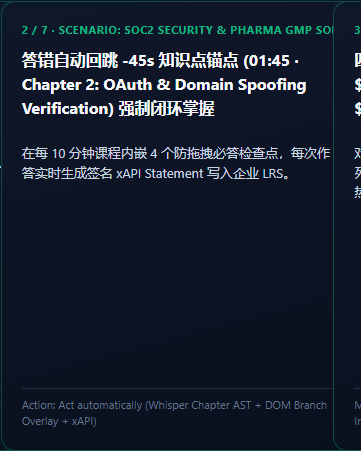 2 / 7 · SCENARIO: SOC2 SECURITY & PHARMA GMP
答错自动回跳 -45s 知识点锚点 (01:45 ·
Chapter 2: OAuth & Domain Spoofing
Verification) 强制闭环掌握
在每 10 分钟课程内嵌 4 个防拖拽必答检查点，每次作
答实时生成签名 xAPI Statement 写入企业 LRS。
Action: Act automatically (Whisper Chapter AST + DOM Branch
Overlay + xAPI)